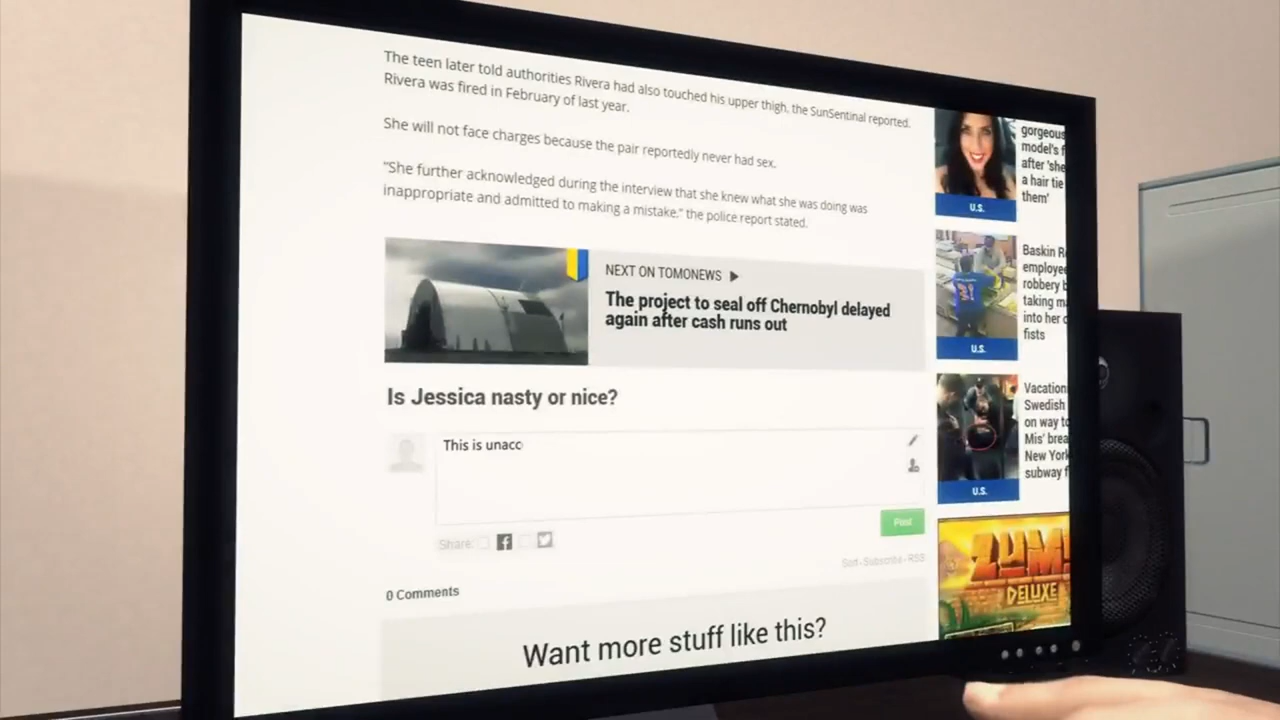 The teen later told authorities Rivera had also touched his upper thigh, the SunSentinal reported.
Rivera was fired in February of last year.
She will not face charges because the pair reportedly never had sex.
"She further acknowledged during the interview that she knew what she was doing was
inappropriate and admitted to making a mistake," the police report stated.
NEXT ON TOMONEWS
The project to seal off Chernobyl delayed
again after cash runs out
Is Jessica nasty or nice?
This is unacc
Post
Share:
Sort - Subscribe - RSS
0 Comments
Want more stuff like this?
gorgeous
model's f
after 'she
a hair tie
them'
U.S.
Baskin R
employee
robbery b
taking m
into her c
fists
U.S.
Vacation
Swedish
on way to
Mis' brea
New York
subway f
U.S.
ZUM
DELUXE